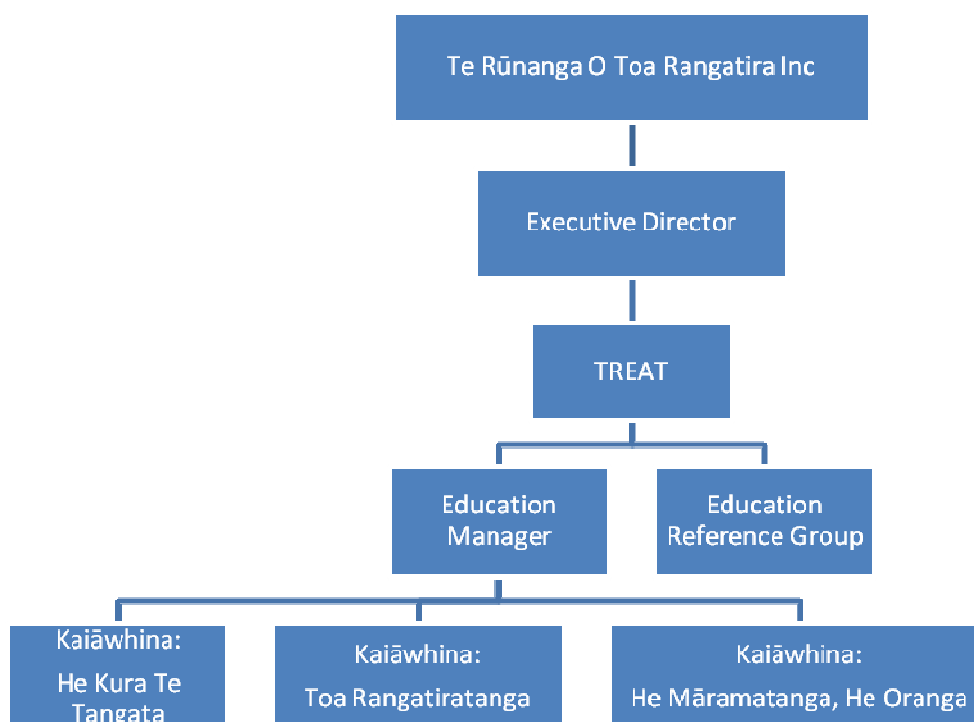 Te Rūnanga O Toa Rangatira Inc
Executive Director
TREAT
Education
Manager
Education
Reference Group
Kaiāwhina:
He Kura Te
Tangata
Kaiāwhina:
Toa Rangatiratanga
Kaiāwhina:
He Māramatanga, He Oranga